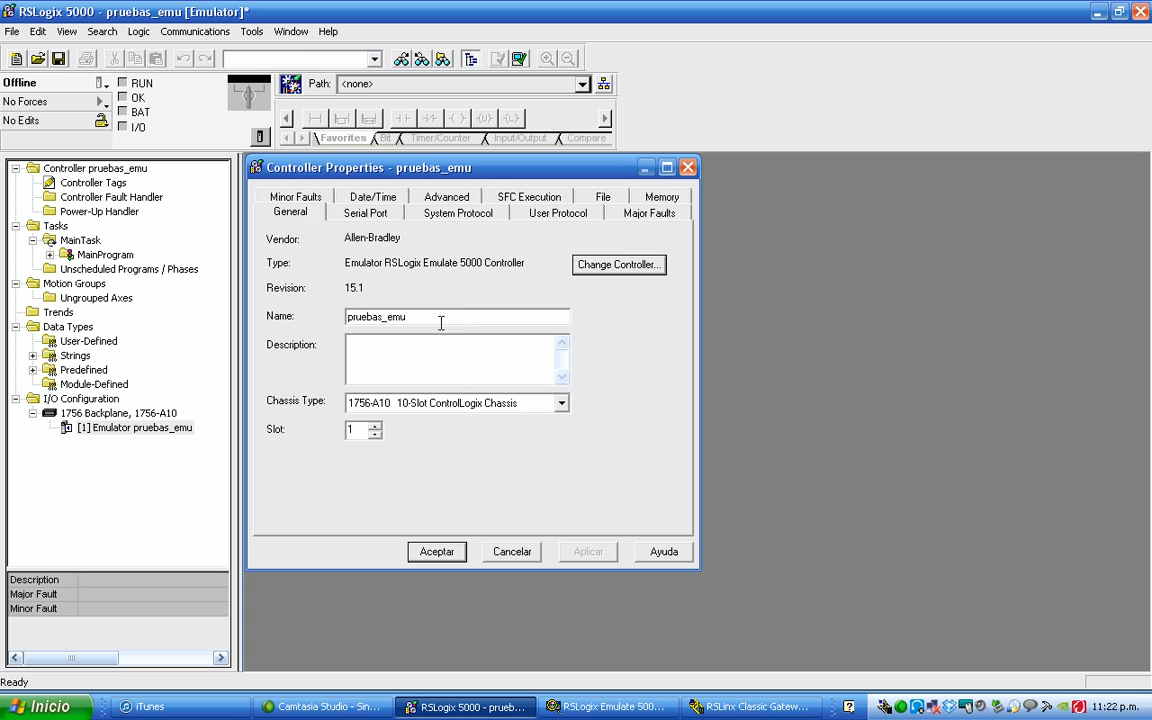 RSLogix 5000 - pruebas_emu [Emulator]*
File Edit View Search Logic Communications Tools Window Help
Offline
RUN
Path: <none>
No Forces
OK
No Edits
BAT
I/O
Favorites Bit Timer/Counter Input/Output Compare
Controller pruebas_emu
Controller Tags
Controller Fault Handler
Power-Up Handler
Tasks
MainTask
MainProgram
Unscheduled Programs / Phases
Motion Groups
Ungrouped Axes
Trends
Data Types
User-Defined
Strings
Predefined
Module-Defined
I/O Configuration
1756 Backplane, 1756-A10
[1] Emulator pruebas_emu
Description
Major Fault
Minor Fault
Controller Properties - pruebas_emu
Minor Faults Date/Time Advanced SFC Execution File Memory
General Serial Port System Protocol User Protocol Major Faults
Vendor: Allen-Bradley
Type: Emulator RSLogix Emulate 5000 Controller Change Controller...
Revision: 15.1
Name: pruebas_emu
Description:
Chassis Type: 1756-A10 10-Slot ControlLogix Chassis
Slot: 1
Aceptar Cancelar Aplicar Ayuda
Ready
Inicio iTunes Camtasia Studio - Sin... RSLogix 5000 - prueb... RSLogix Emulate 500... RSLinx Classic Gatew... 11:22 p.m.